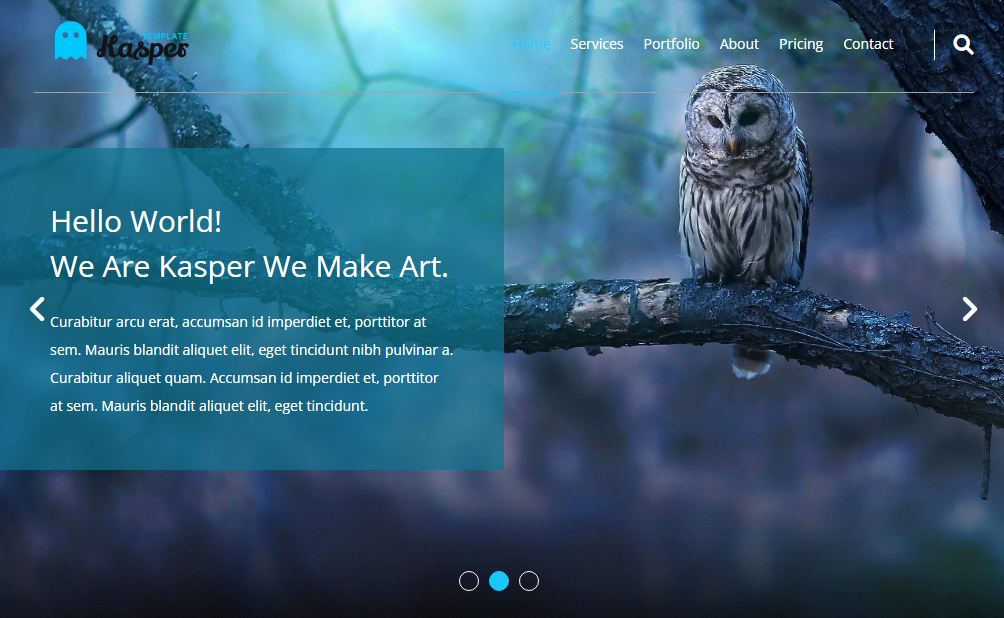 TEMPLATE
Kasper
Home Services Portfolio About Pricing Contact
Hello World!
We Are Kasper We Make Art.
Curabitur arcu erat, accumsan id imperdiet et, porttitor at
sem. Mauris blandit aliquet elit, eget tincidunt nibh pulvinar a.
Curabitur aliquet quam. Accumsan id imperdiet et, porttitor
at sem. Mauris blandit aliquet elit, eget tincidunt.